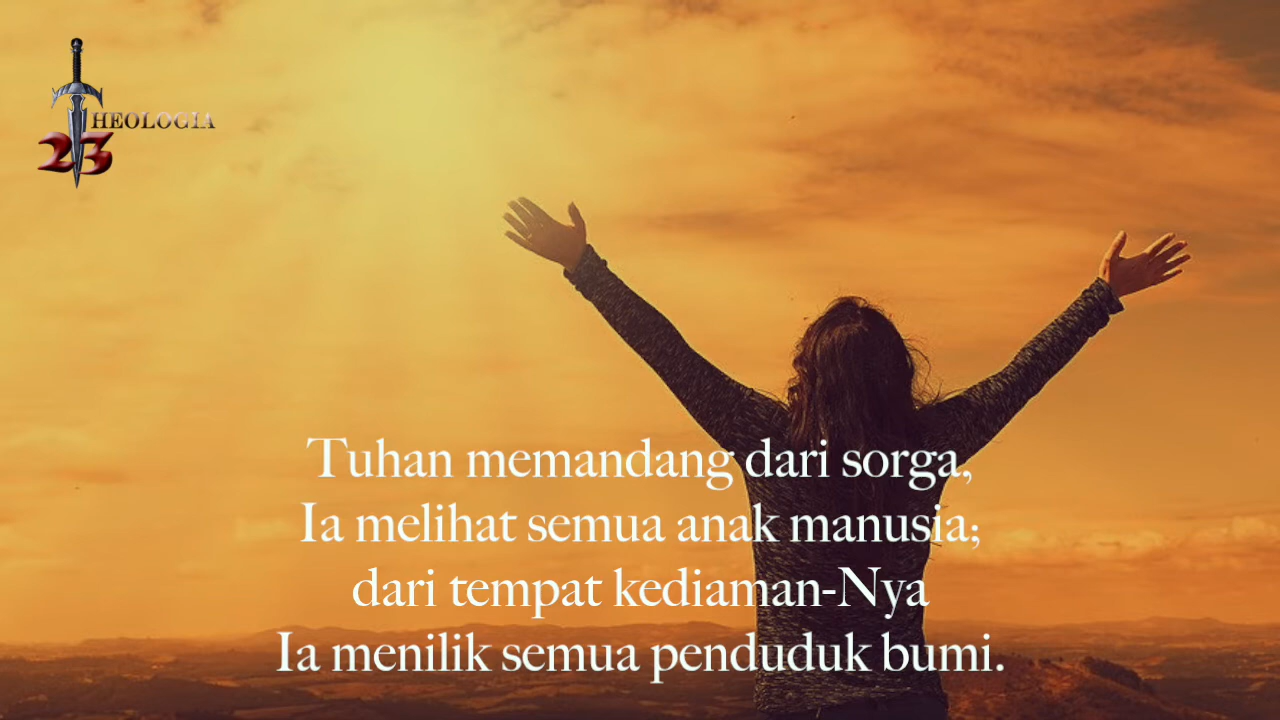 THEOLOGIA
23
Tuhan memandang dari sorga,
Ia melihat semua anak manusia;
dari tempat kediaman-Nya
Ia menilik semua penduduk bumi.